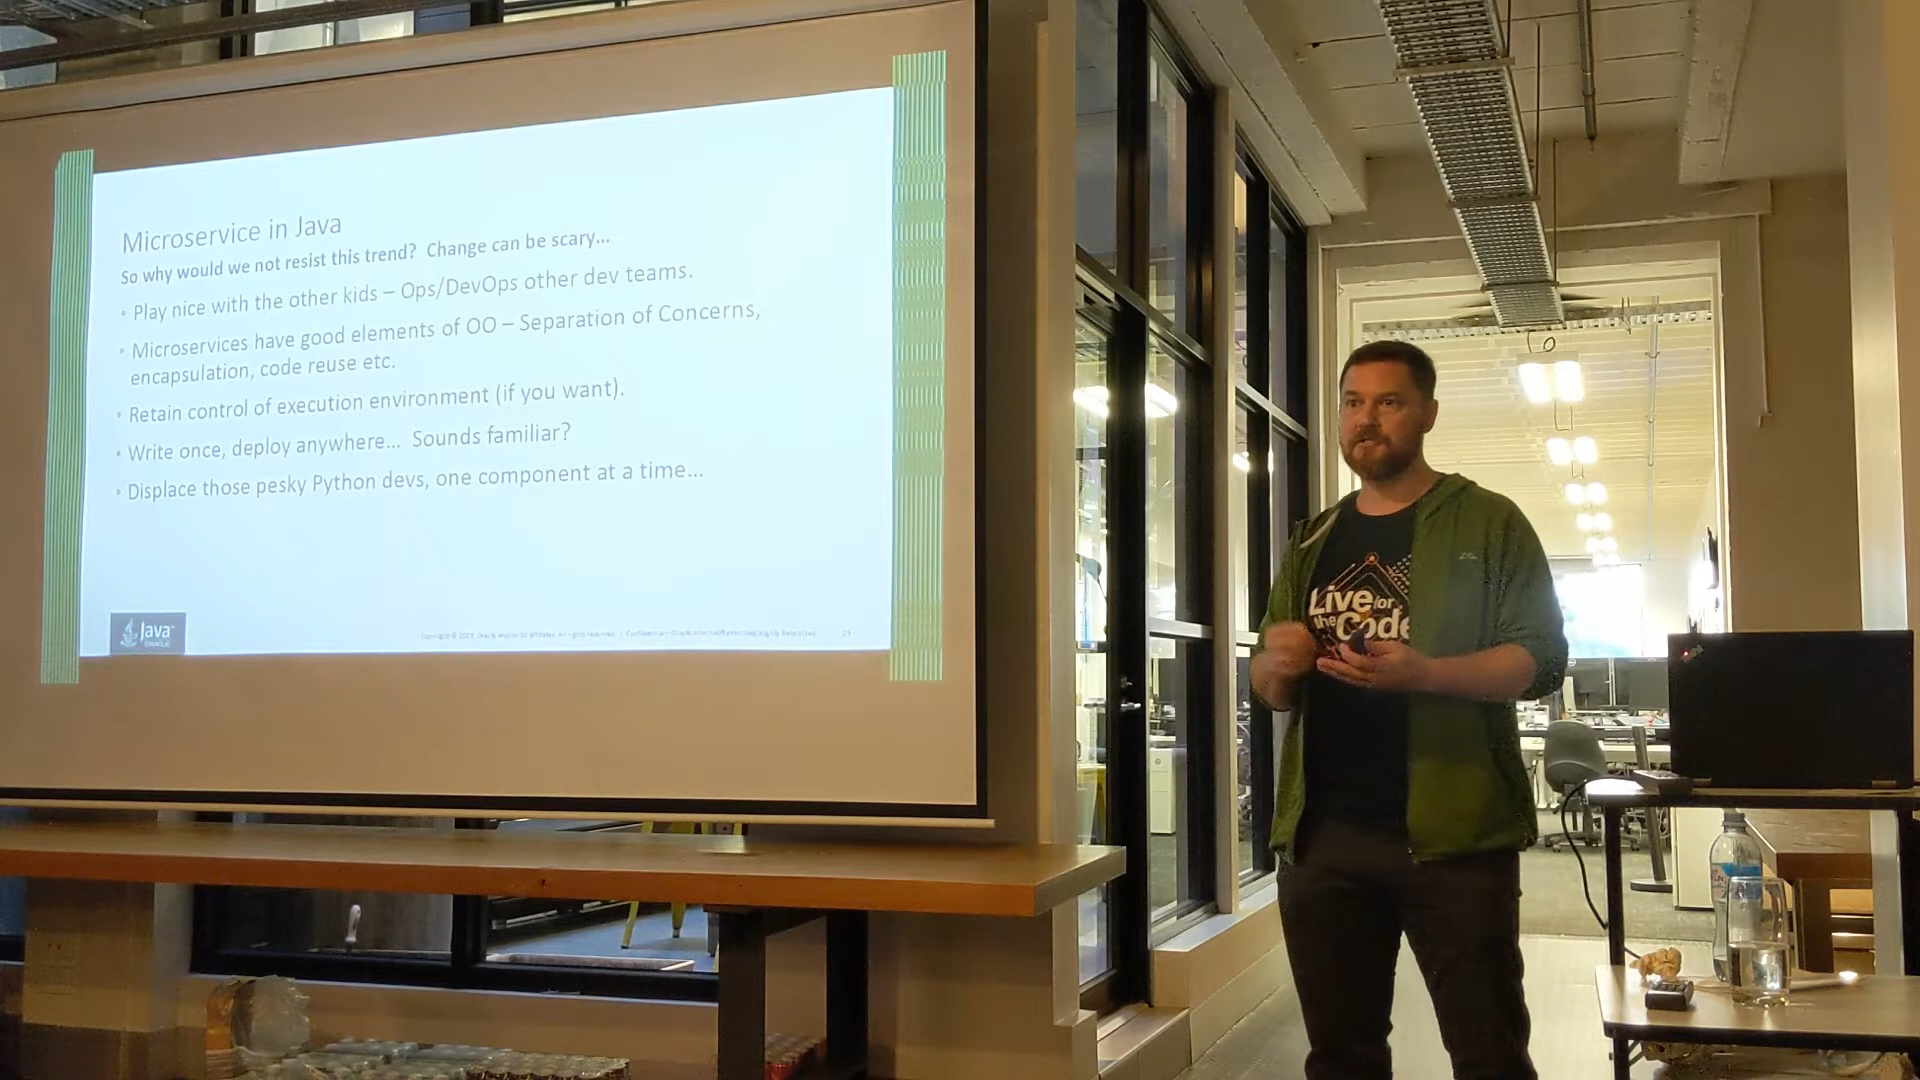 Microservice in Java
So why would we not resist this trend? Change can be scary...
• Play nice with the other kids – Ops/DevOps other dev teams.
• Microservices have good elements of OO – Separation of Concerns,
encapsulation, code reuse etc.
• Retain control of execution environment (if you want).
• Write once, deploy anywhere... Sounds familiar?
• Displace those pesky Python devs, one component at a time...
Java
ORACLE
Live for
the Code